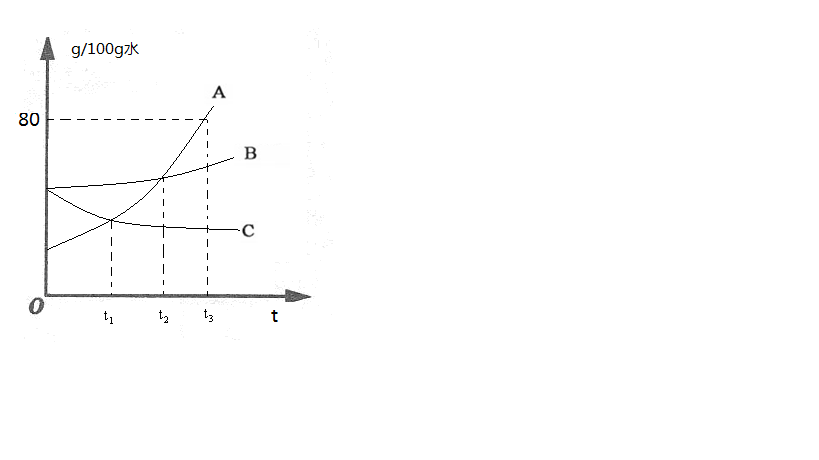 g/100g水
A
80
B
C
O
t₁
t₂
t₃
t